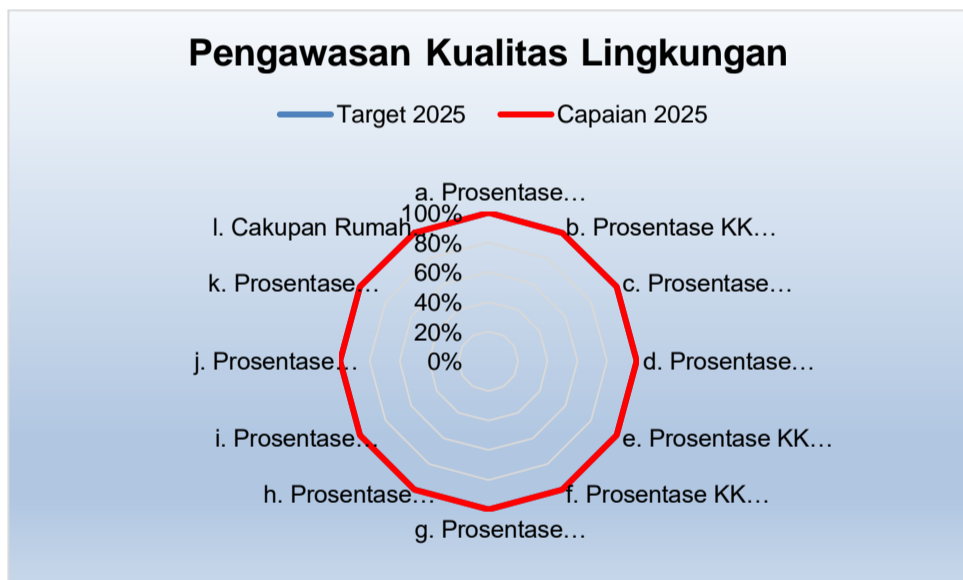 Pengawasan Kualitas Lingkungan
Target 2025
Capaian 2025
a. Prosentase…
b. Prosentase KK…
c. Prosentase…
d. Prosentase…
e. Prosentase KK…
f. Prosentase KK…
g. Prosentase…
h. Prosentase…
i. Prosentase…
j. Prosentase…
k. Prosentase…
l. Cakupan Rumah…
100%
80%
60%
40%
20%
0%